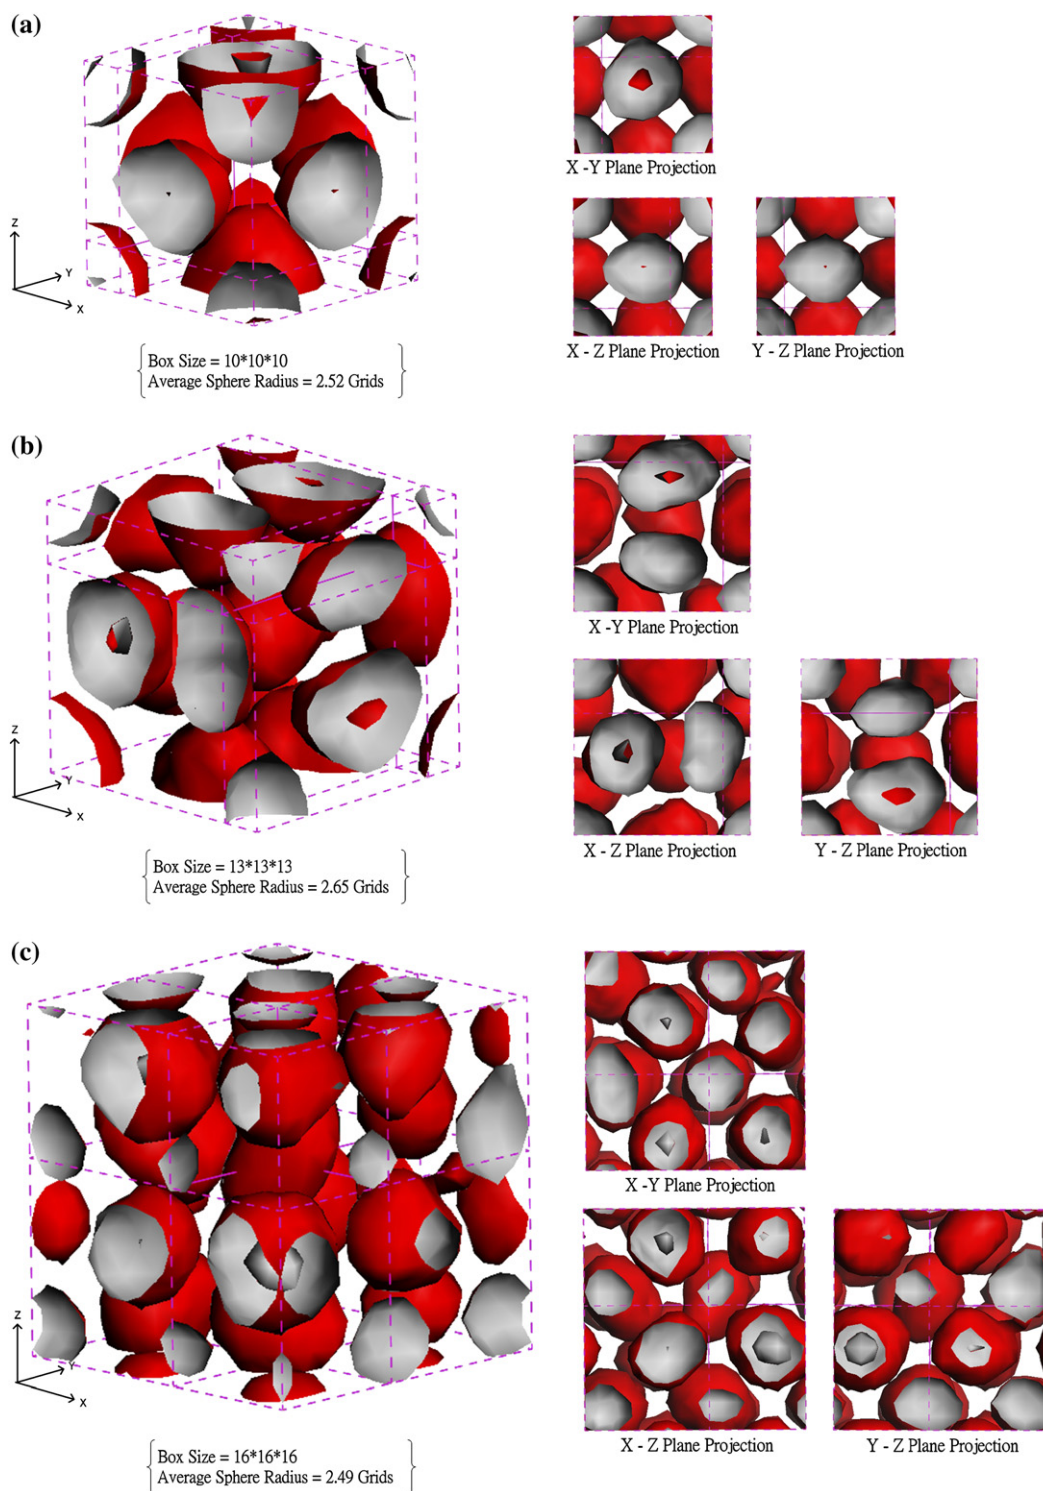 (a)
Z
Y
X
Box Size = 10*10*10
Average Sphere Radius = 2.52 Grids
X -Y Plane Projection
X - Z Plane Projection
Y - Z Plane Projection
(b)
Z
Y
X
Box Size = 13*13*13
Average Sphere Radius = 2.65 Grids
X -Y Plane Projection
X - Z Plane Projection
Y - Z Plane Projection
(c)
Z
Y
X
Box Size = 16*16*16
Average Sphere Radius = 2.49 Grids
X -Y Plane Projection
X - Z Plane Projection
Y - Z Plane Projection